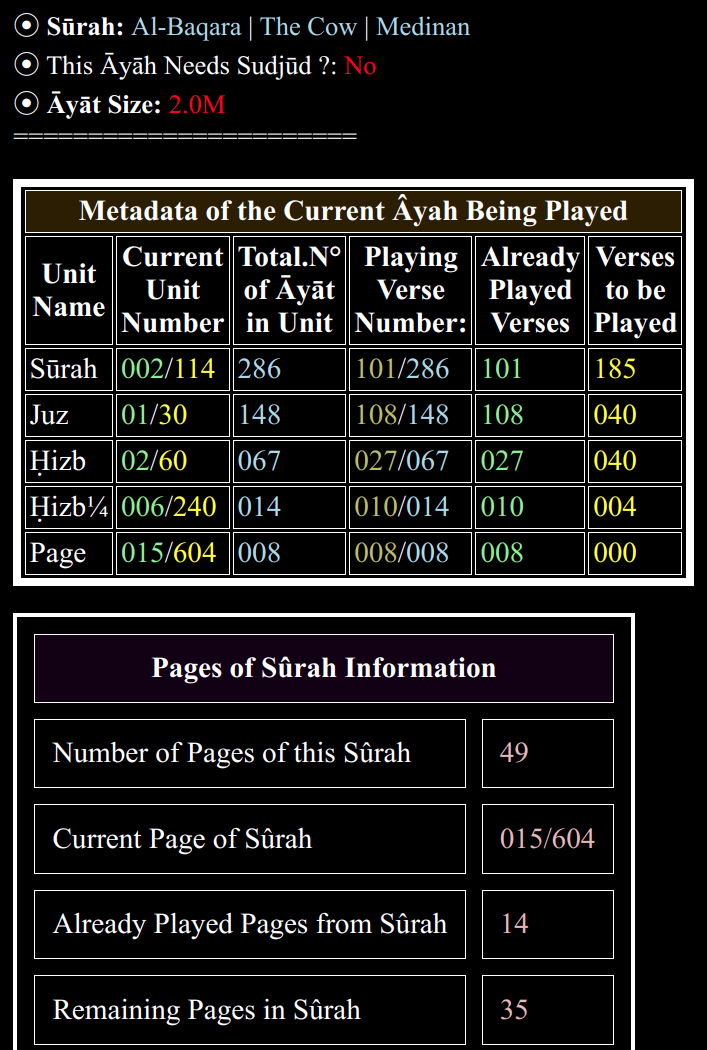 ⦿ Sūrah: Al-Baqara | The Cow | Medinan
⦿ This Āyāh Needs Sudjūd ?: No
⦿ Āyāt Size: 2.0M
=======================
Metadata of the Current Âyah Being Played
Unit Name | Current Unit Number | Total.N° of Āyāt in Unit | Playing Verse Number: | Already Played Verses | Verses to be Played
Sūrah 002/114 286 101/286 101 185
Juz 01/30 148 108/148 108 040
Ḥizb 02/60 067 027/067 027 040
Ḥizb¼ 006/240 014 010/014 010 004
Page 015/604 008 008/008 008 000
Pages of Sûrah Information
Number of Pages of this Sûrah 49
Current Page of Sûrah 015/604
Already Played Pages from Sûrah 14
Remaining Pages in Sûrah 35